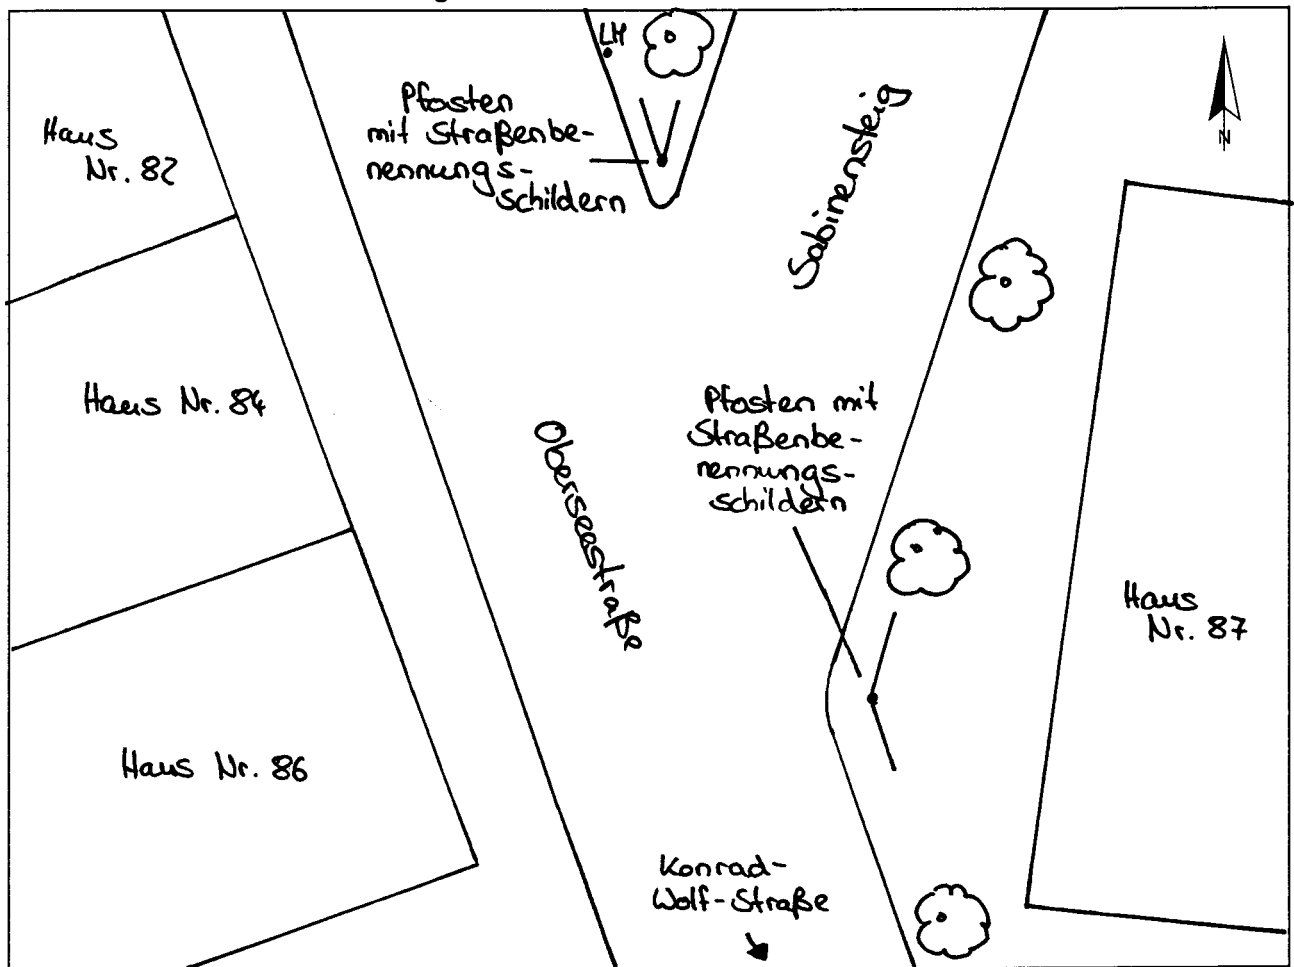 LM
Pfosten
mit Straßenbe-
nennungs-
schildern
Haus
Nr. 82
Sabinensteig
N
Haus Nr. 84
Pfosten mit
Straßenbe-
nennungs-
schildern
Oberseestraße
Haus
Nr. 87
Haus Nr. 86
Konrad-
Wolf-Straße